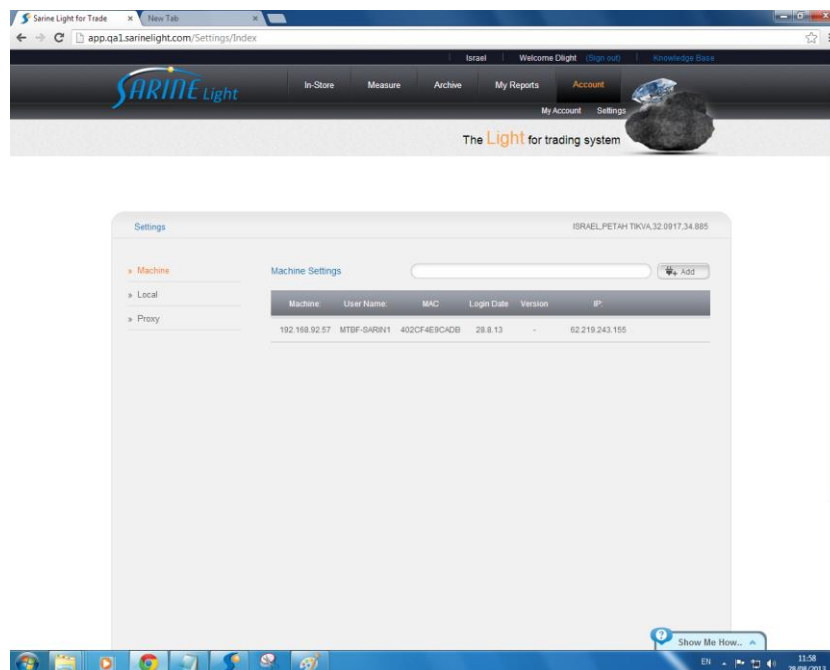 Sarine Light for Trade
New Tab
app.qa1.sarinelight.com/Settings/Index
Israel Welcome Dlight (Sign out) Knowledge Base
SARINE Light
In-Store Measure Archive My Reports Account
My Account Settings
The Light for trading system
Settings ISRAEL,PETAH TIKVA,32.0917,34.885
» Machine Machine Settings Add
» Local
Machine: User Name: MAC Login Date Version IP:
» Proxy
192.168.92.57 MTBF-SARIN1 402CF4E9CADB 28.8.13 - 62.219.243.155
Show Me How..
EN 11:58
28/08/2013